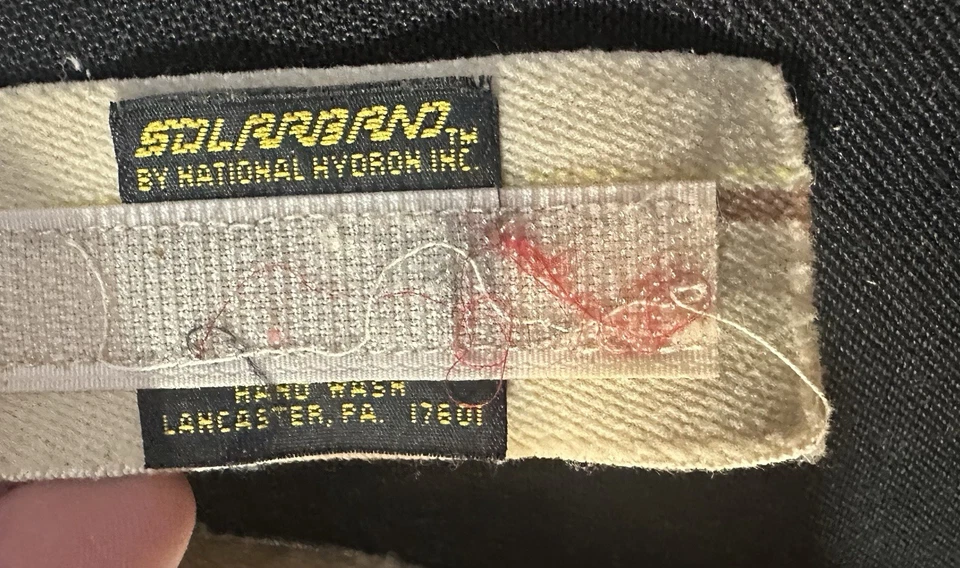 SOLARBAND TM
BY NATIONAL HYDRON INC.
HAND WASH
LANCASTER, PA. 17601